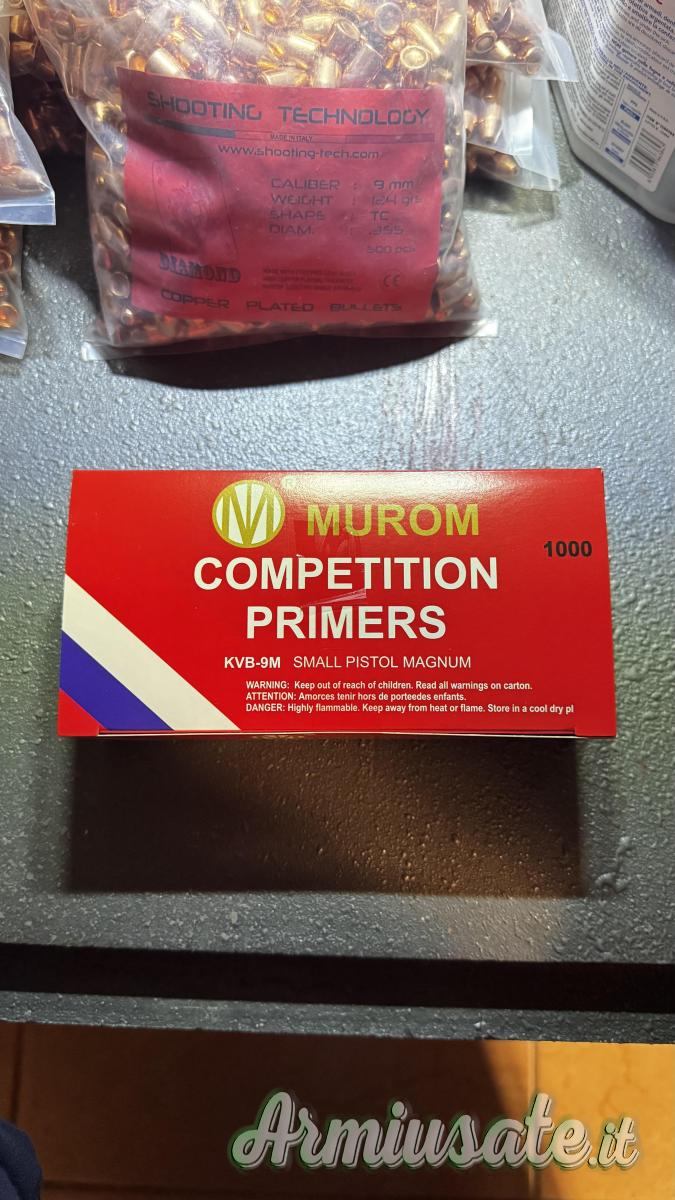 SHOOTING TECHNOLOGY
MADE IN ITALY
www.shooting-tech.com
CALIBER : 9 mm
WEIGHT : 124 grs
SHAPE : TC
DIAM. : .355
500 pcs
DIAMOND
CE
COPPER PLATED BULLETS
M
®
MUROM
1000
COMPETITION
PRIMERS
KVB-9M SMALL PISTOL MAGNUM
WARNING: Keep out of reach of children. Read all warnings on carton.
ATTENTION: Amorces tenir hors de porteedes enfants.
DANGER: Highly flammable. Keep away from heat or flame. Store in a cool dry pl
Armiusate.it